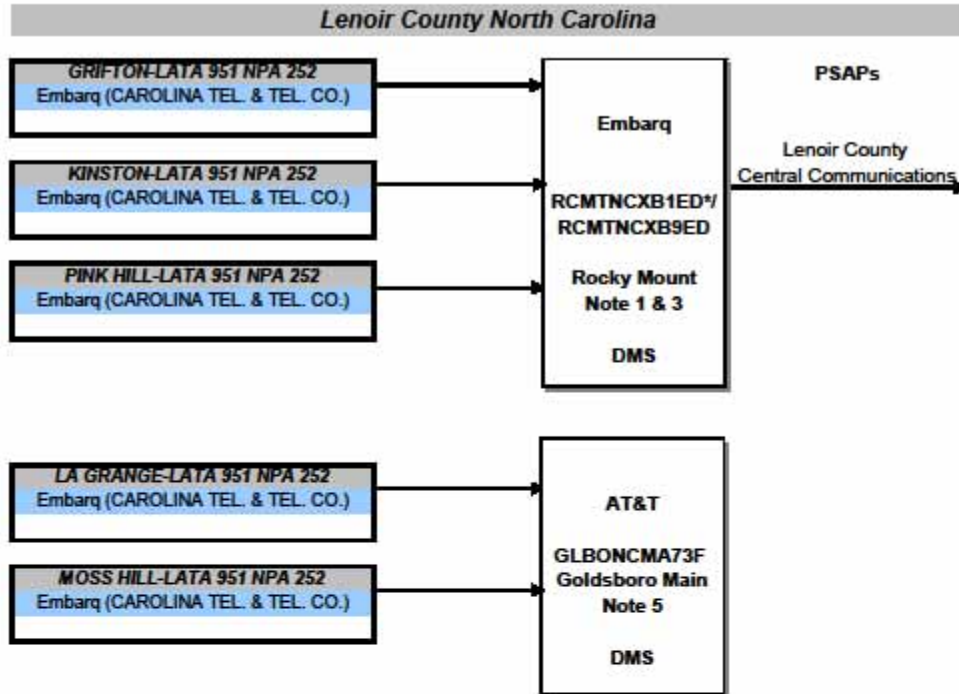 Lenoir County North Carolina
GRIFTON-LATA 951 NPA 252
Embarq (CAROLINA TEL. & TEL. CO.)
KINSTON-LATA 951 NPA 252
Embarq (CAROLINA TEL. & TEL. CO.)
PINK HILL-LATA 951 NPA 252
Embarq (CAROLINA TEL. & TEL. CO.)
Embarq
RCMTNCXB1ED*/
RCMTNCXB9ED
Rocky Mount
Note 1 & 3
DMS
PSAPs
Lenoir County
Central Communications
LA GRANGE-LATA 951 NPA 252
Embarq (CAROLINA TEL. & TEL. CO.)
MOSS HILL-LATA 951 NPA 252
Embarq (CAROLINA TEL. & TEL. CO.)
AT&T
GLBONCMA73F
Goldsboro Main
Note 5
DMS